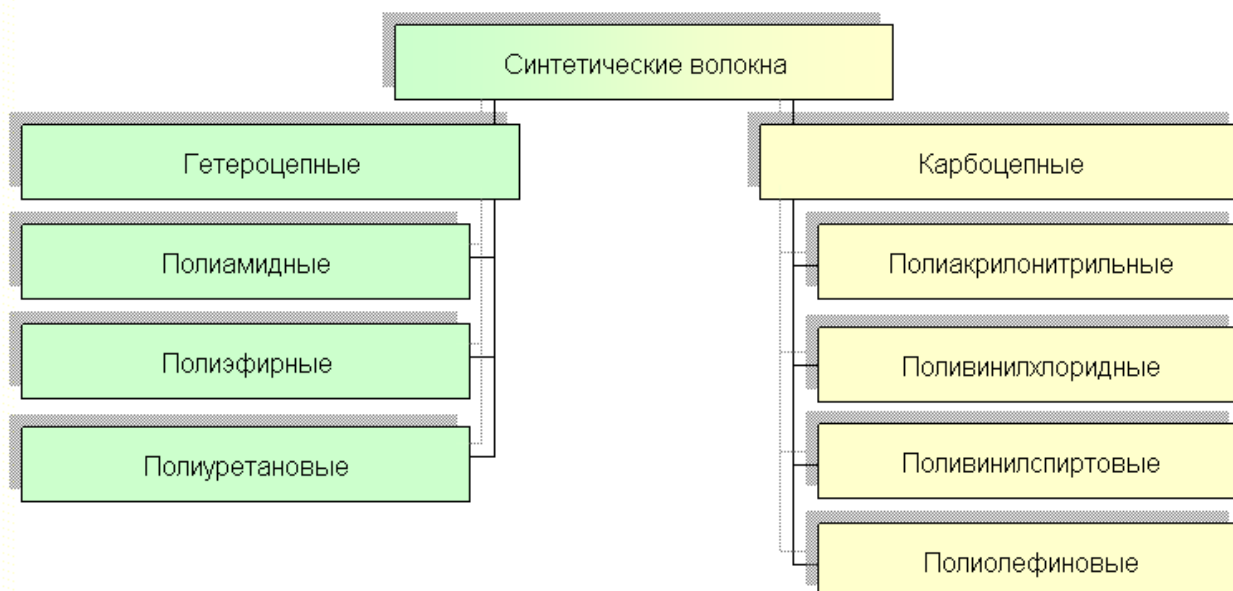 Синтетические волокна
Гетероцепные
Карбоцепные
Полиамидные
Полиакрилонитрильные
Полиэфирные
Поливинилхлоридные
Полиуретановые
Поливинилспиртовые
Полиолефиновые